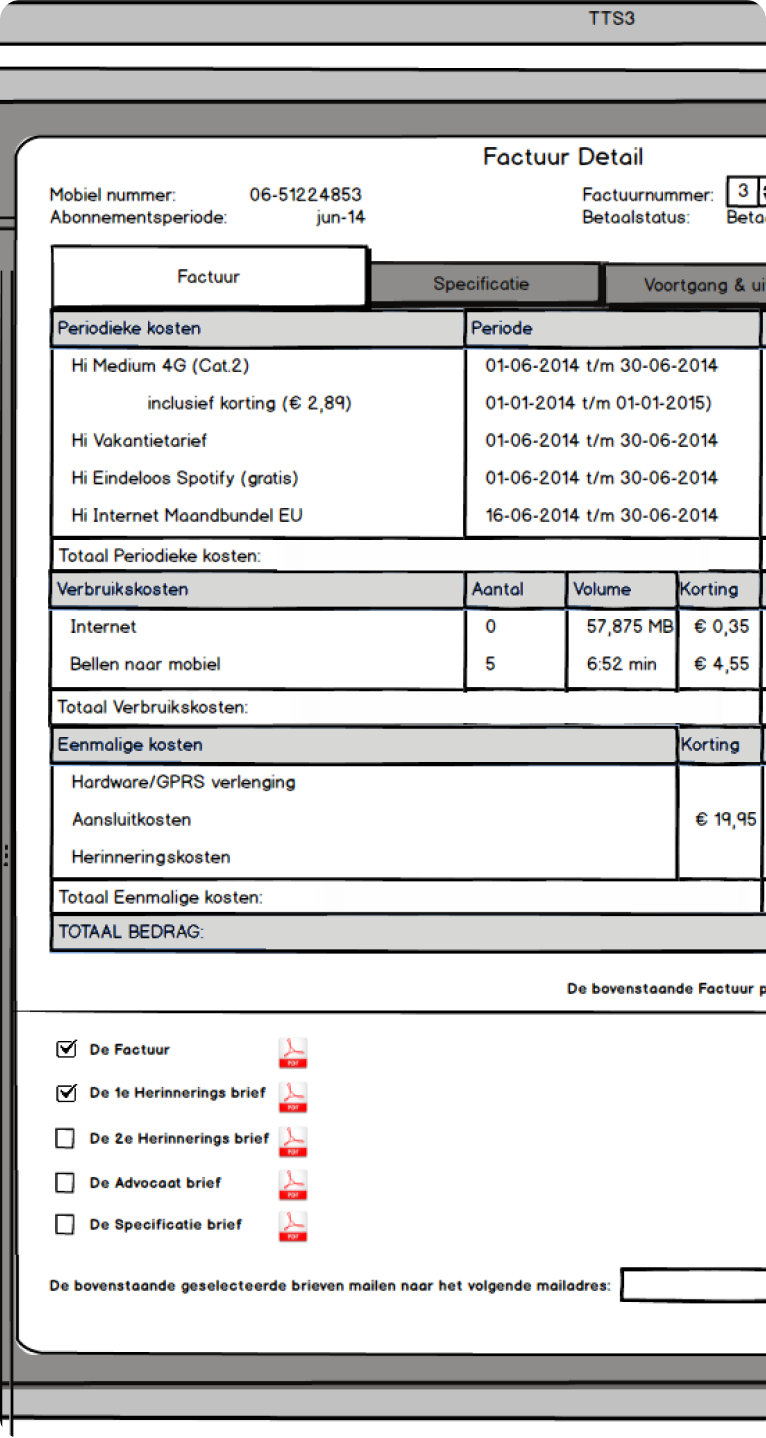 TTS3
Factuur Detail
Mobiel nummer: 06-51224853 Factuurnummer: 3
Abonnementsperiode: jun-14 Betaalstatus:
Factuur Specificatie Voortgang &
Periodieke kosten Periode
Hi Medium 4G (Cat.2) 01-06-2014 t/m 30-06-2014
inclusief korting (€ 2,89) 01-01-2014 t/m 01-01-2015)
Hi Vakantietarief 01-06-2014 t/m 30-06-2014
Hi Eindeloos Spotify (gratis) 01-06-2014 t/m 30-06-2014
Hi Internet Maandbundel EU 16-06-2014 t/m 30-06-2014
Totaal Periodieke kosten:
Verbruikskosten Aantal Volume Korting
Internet 0 57,875 MB € 0,35
Bellen naar mobiel 5 6:52 min € 4,55
Totaal Verbruikskosten:
Eenmalige kosten Korting
Hardware/GPRS verlenging
Aansluitkosten € 19,95
Herinneringskosten
Totaal Eenmalige kosten:
TOTAAL BEDRAG:
De bovenstaande Factuur
De Factuur PDF
De 1e Herinnerings brief PDF
De 2e Herinnerings brief PDF
De Advocaat brief PDF
De Specificatie brief PDF
De bovenstaande geselecteerde brieven mailen naar het volgende mailadres: